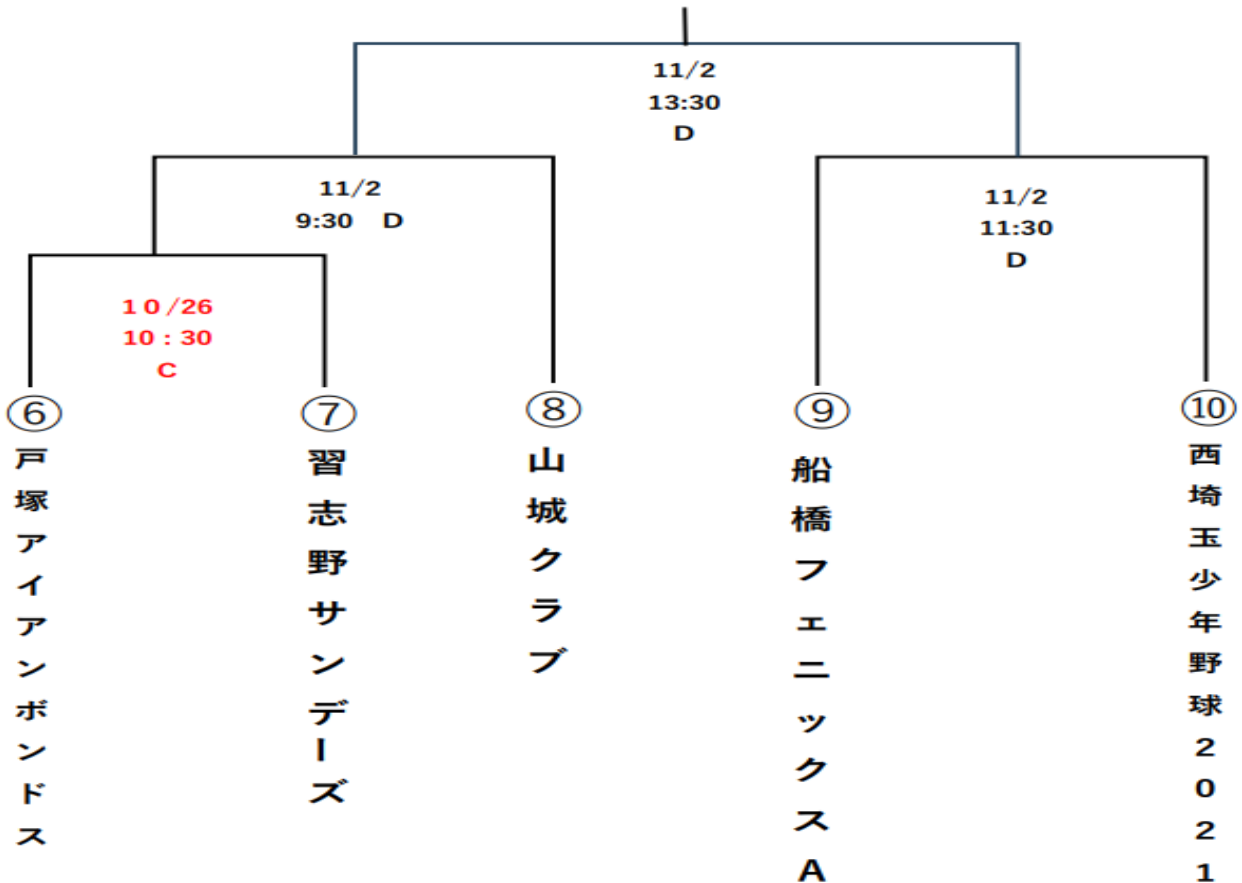 11/2
13:30
D
11/2
9:30 D
11/2
11:30
D
10/26
10:30
C
⑥
⑦
⑧
⑨
⑩
戸塚アイアンボンドス
習志野サンデーズ
山城クラブ
船橋フェニックスA
西埼玉少年野球2021